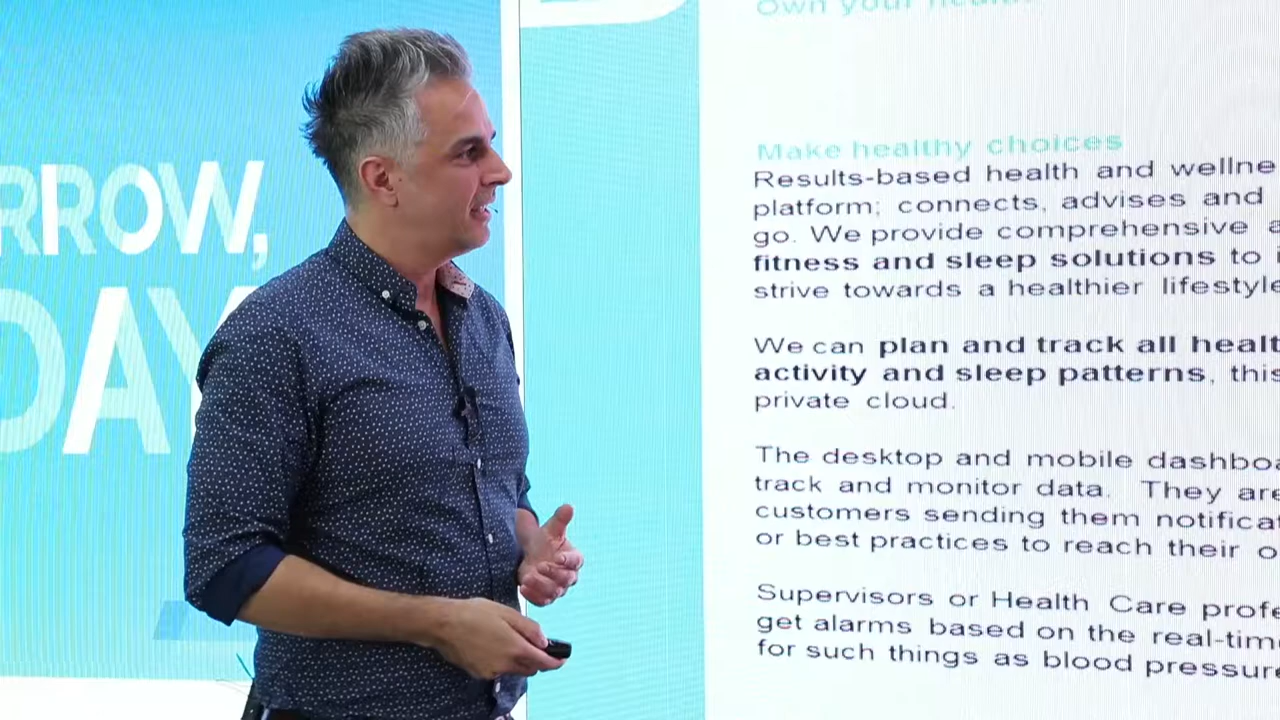 RROW,
DAY
Own your health
Make healthy choices
Results-based health and wellne
platform; connects, advises and
go. We provide comprehensive a
fitness and sleep solutions to i
strive towards a healthier lifestyle
We can plan and track all healt
activity and sleep patterns, this
private cloud.
The desktop and mobile dashboa
track and monitor data. They are
customers sending them notificat
or best practices to reach their o
Supervisors or Health Care profe
get alarms based on the real-time
for such things as blood pressure